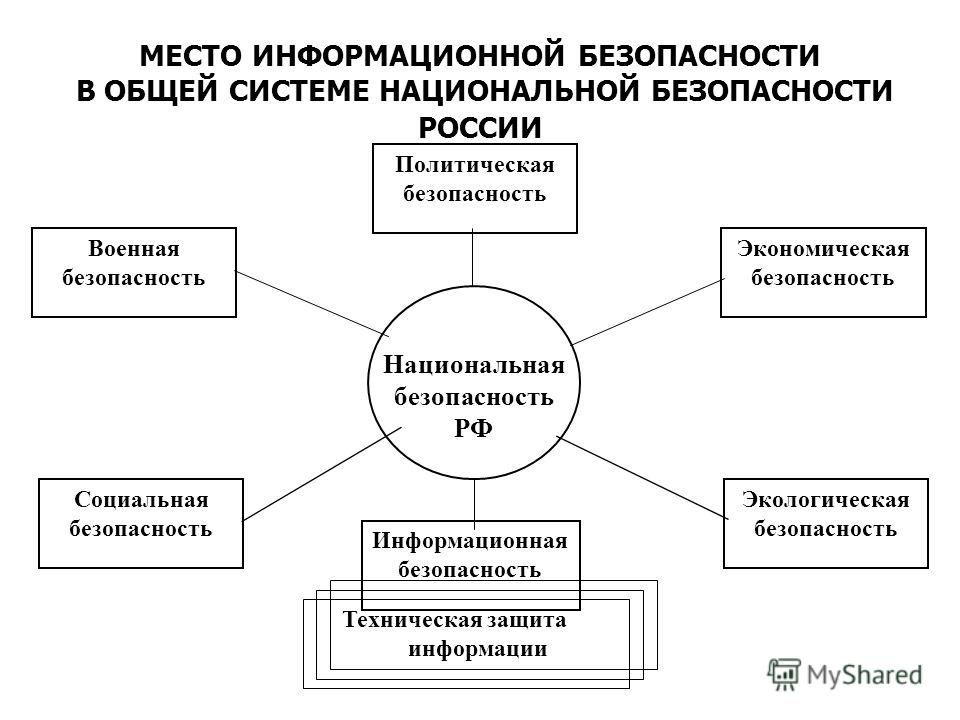 МЕСТО ИНФОРМАЦИОННОЙ БЕЗОПАСНОСТИ
В ОБЩЕЙ СИСТЕМЕ НАЦИОНАЛЬНОЙ БЕЗОПАСНОСТИ
РОССИИ
Политическая
безопасность
Военная
безопасность
Экономическая
безопасность
Национальная
безопасность
РФ
Социальная
безопасность
Информационная
безопасность
Экологическая
безопасность
Техническая защита
информации
MyShared